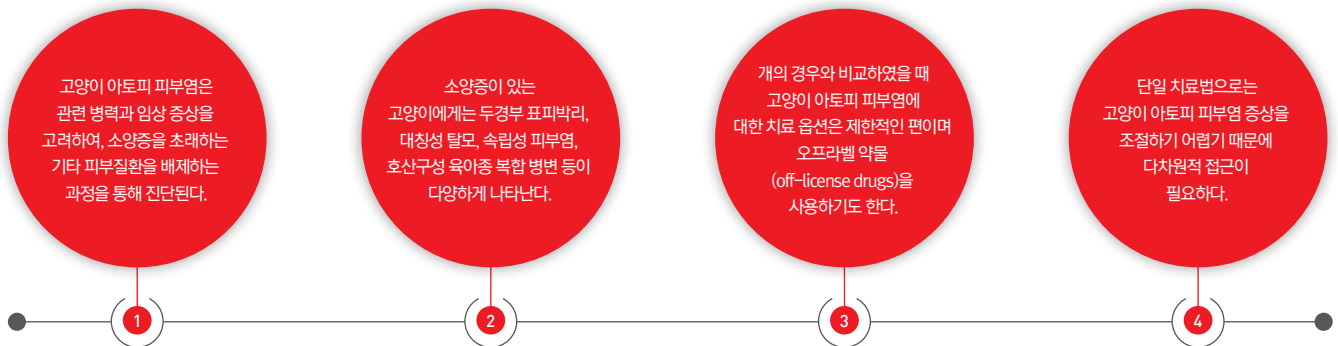 고양이 아토피 피부염은
관련 병력과 임상 증상을
고려하여, 소양증을 초래하는
기타 피부질환을 배제하는
과정을 통해 진단된다.
소양증이 있는
고양이에게는 두경부 표피박리,
대칭성 탈모, 속립성 피부염,
호산구성 육아종 복합 병변 등이
다양하게 나타난다.
개의 경우와 비교하였을 때
고양이 아토피 피부염에
대한 치료 옵션은 제한적인 편이며
오프라벨 약물
(off-license drugs)을
사용하기도 한다.
단일 치료법으로는
고양이 아토피 피부염 증상을
조절하기 어렵기 때문에
다차원적 접근이
필요하다.
1
2
3
4